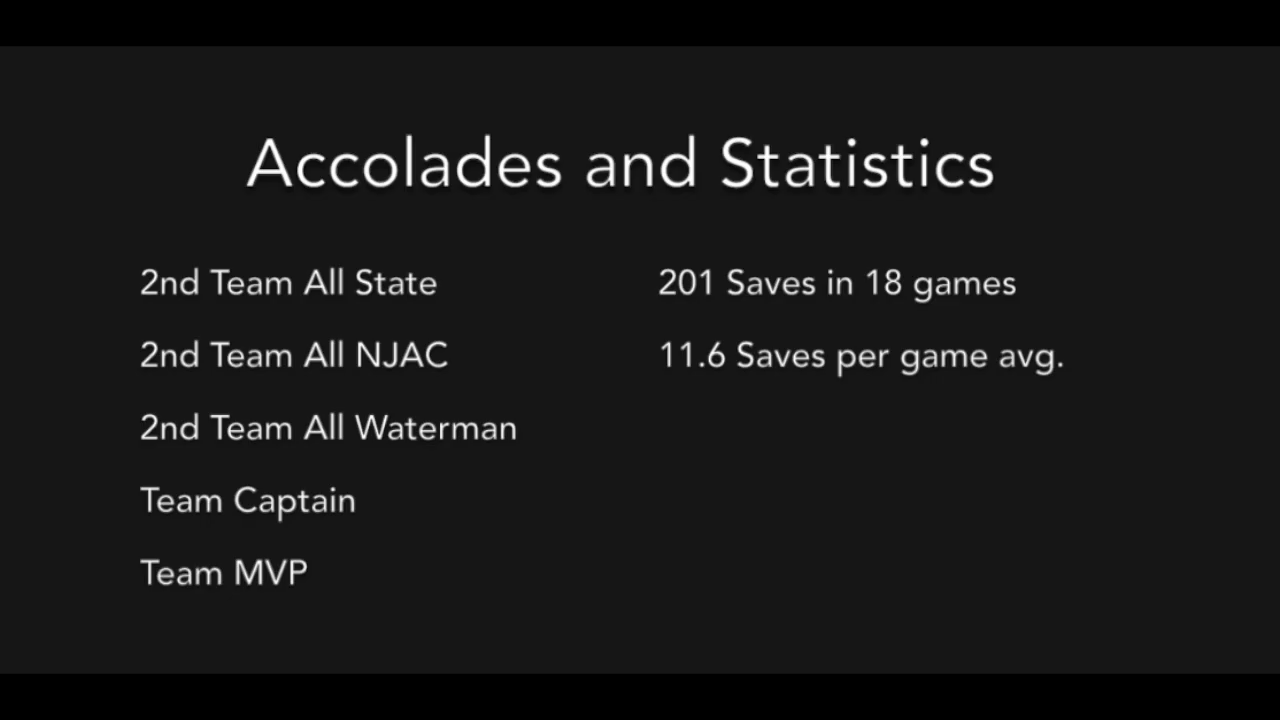 Accolades and Statistics
2nd Team All State
2nd Team All NJAC
2nd Team All Waterman
Team Captain
Team MVP
201 Saves in 18 games
11.6 Saves per game avg.